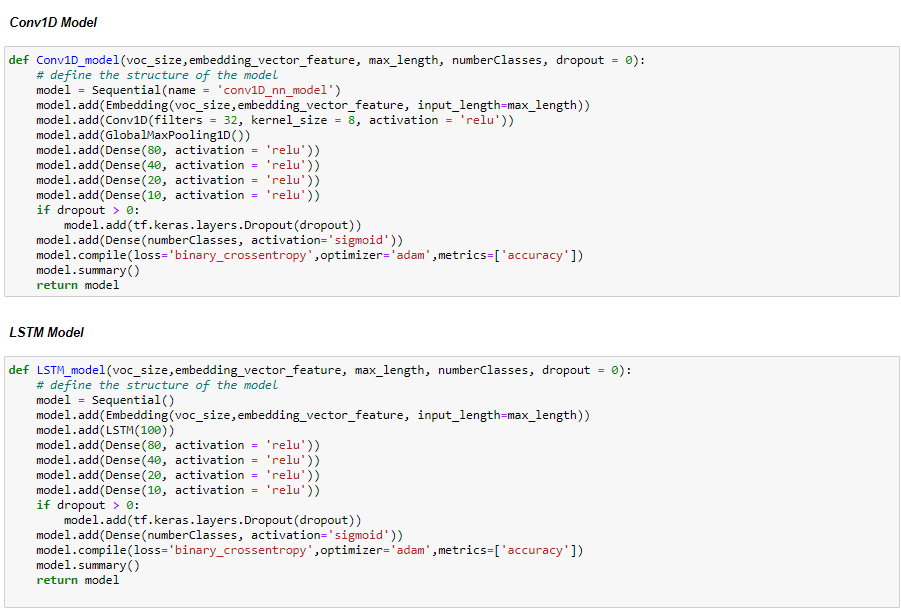 Conv1D Model
def Conv1D_model(voc_size,embedding_vector_feature, max_length, numberClasses, dropout = 0):
    # define the structure of the model
    model = Sequential(name = 'conv1D_nn_model')
    model.add(Embedding(voc_size,embedding_vector_feature, input_length=max_length))
    model.add(Conv1D(filters = 32, kernel_size = 8, activation = 'relu'))
    model.add(GlobalMaxPooling1D())
    model.add(Dense(80, activation = 'relu'))
    model.add(Dense(40, activation = 'relu'))
    model.add(Dense(20, activation = 'relu'))
    model.add(Dense(10, activation = 'relu'))
    if dropout > 0:
        model.add(tf.keras.layers.Dropout(dropout))
    model.add(Dense(numberClasses, activation='sigmoid'))
    model.compile(loss='binary_crossentropy',optimizer='adam',metrics=['accuracy'])
    model.summary()
    return model
LSTM Model
def LSTM_model(voc_size,embedding_vector_feature, max_length, numberClasses, dropout = 0):
    # define the structure of the model
    model = Sequential()
    model.add(Embedding(voc_size,embedding_vector_feature, input_length=max_length))
    model.add(LSTM(100))
    model.add(Dense(80, activation = 'relu'))
    model.add(Dense(40, activation = 'relu'))
    model.add(Dense(20, activation = 'relu'))
    model.add(Dense(10, activation = 'relu'))
    if dropout > 0:
        model.add(tf.keras.layers.Dropout(dropout))
    model.add(Dense(numberClasses, activation='sigmoid'))
    model.compile(loss='binary_crossentropy',optimizer='adam',metrics=['accuracy'])
    model.summary()
    return model